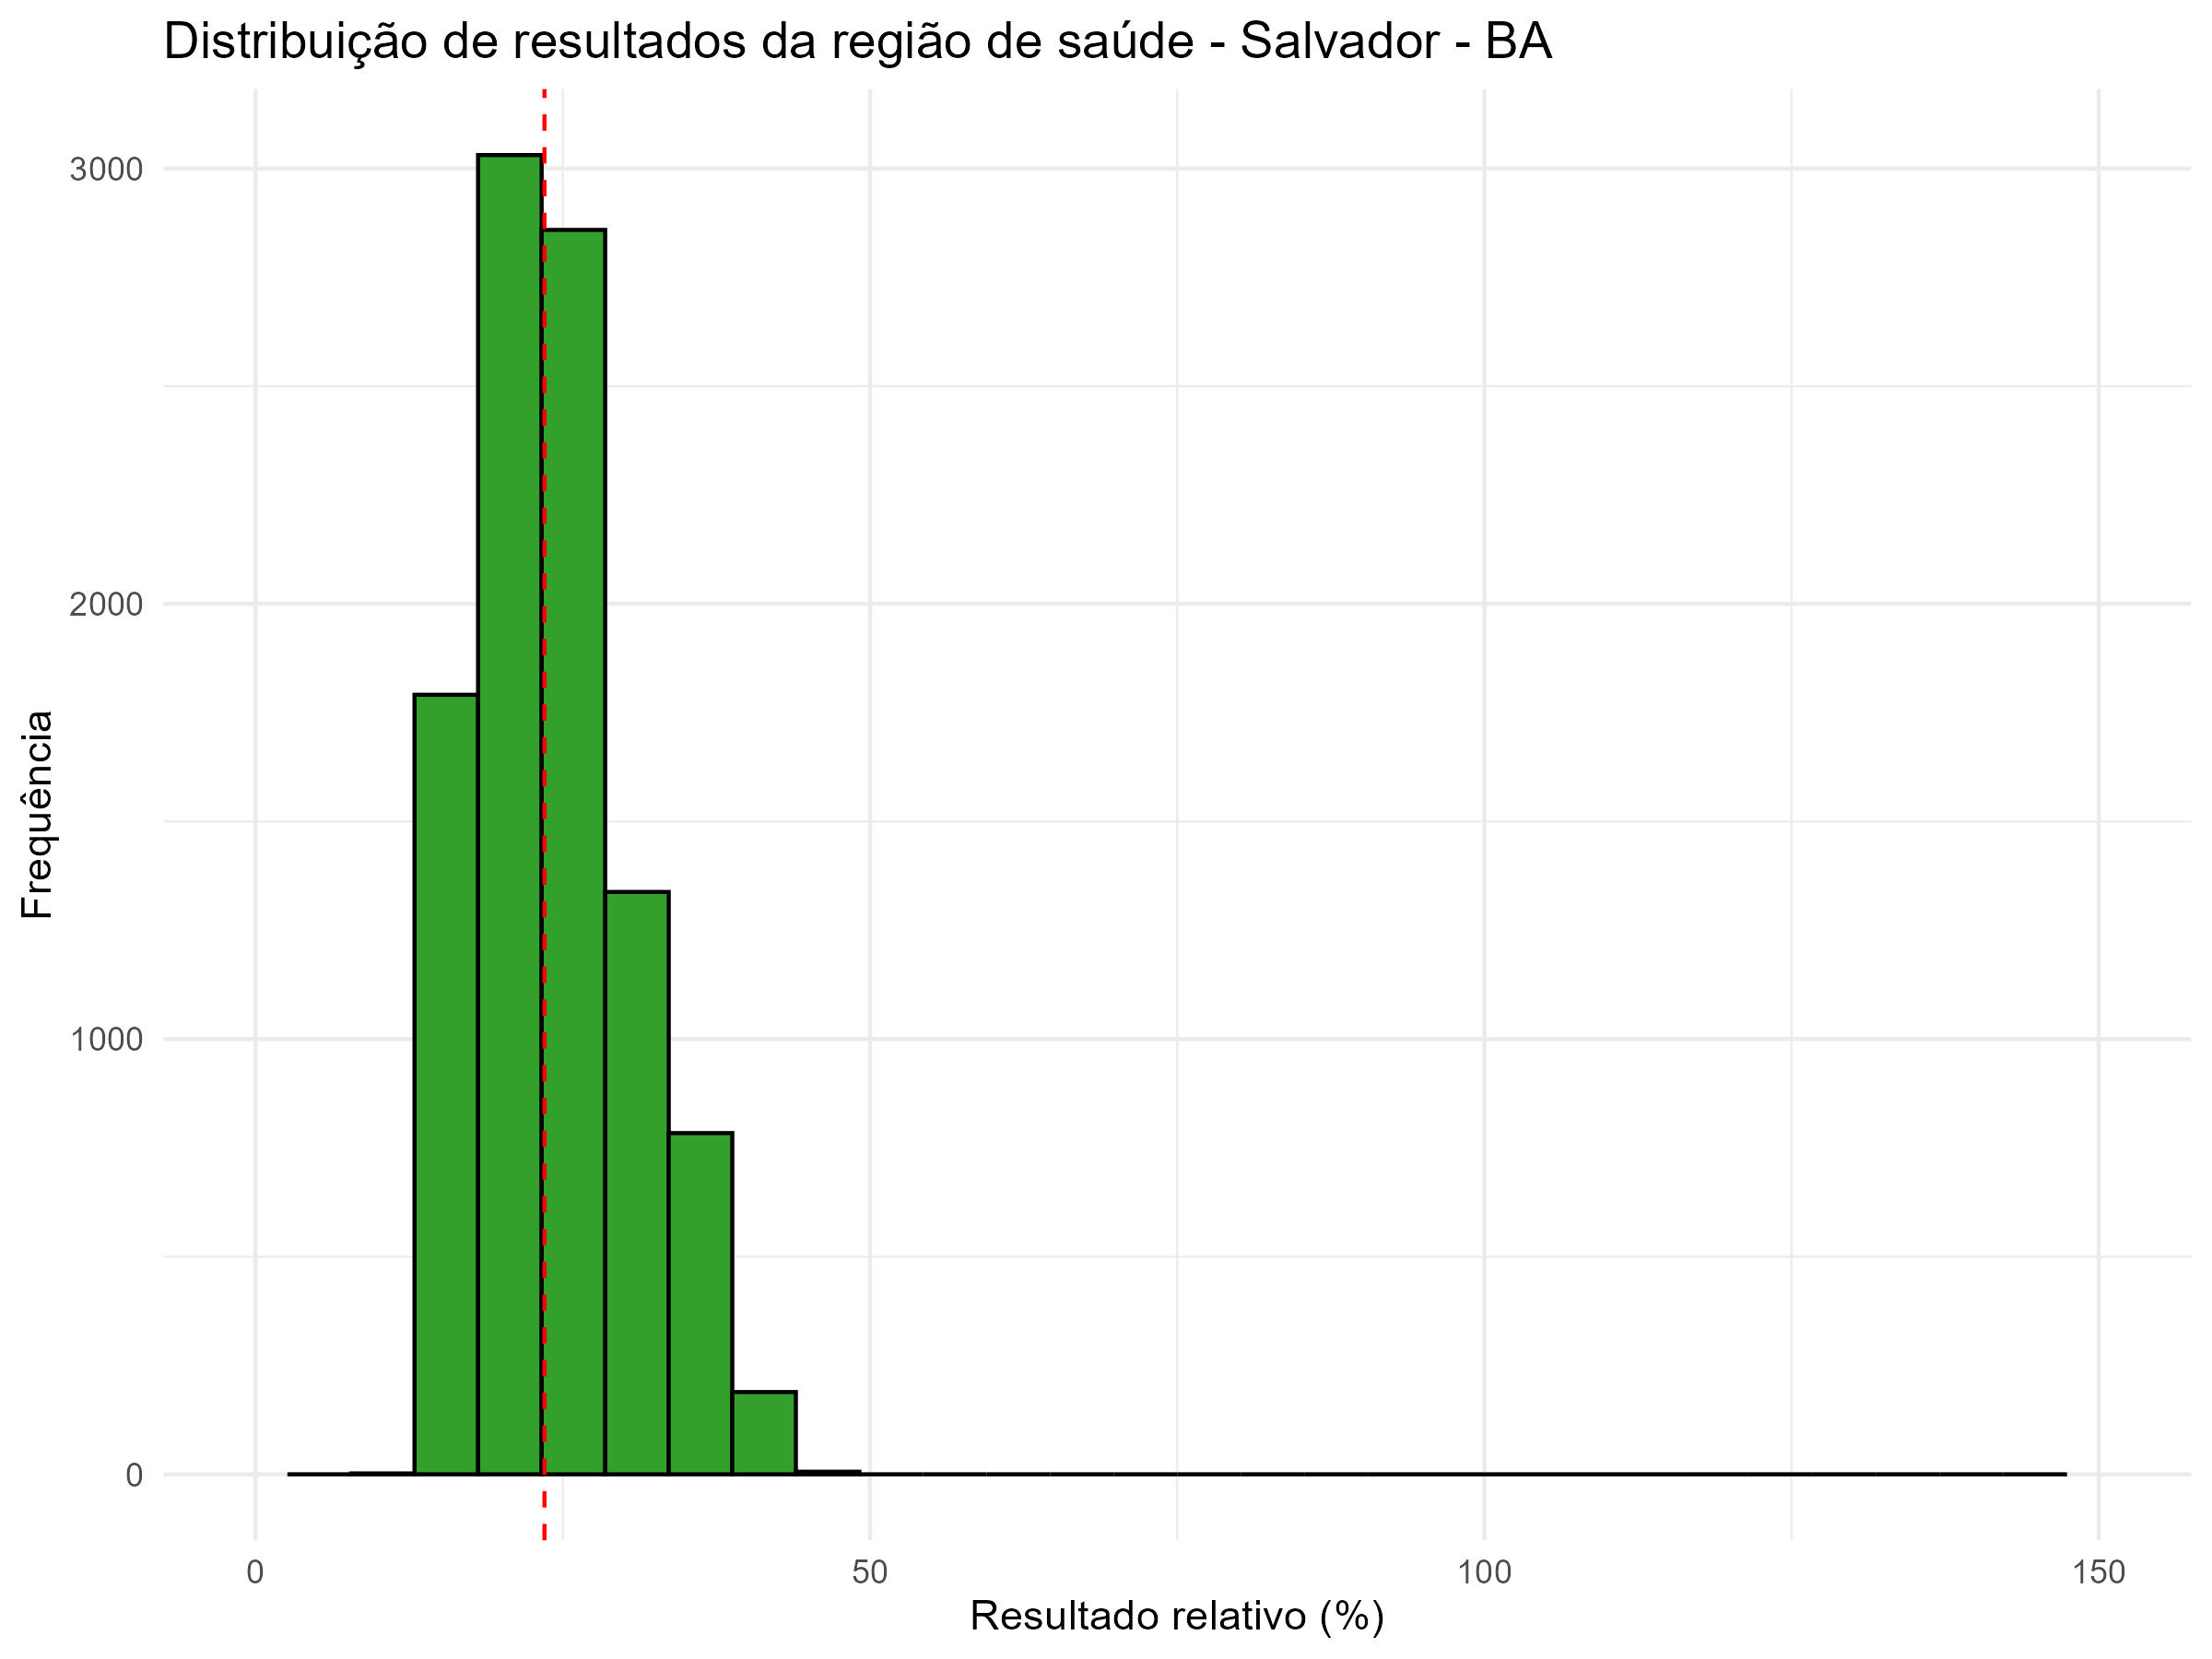 Distribuição de resultados da região de saúde - Salvador - BA
Frequência
3000
2000
1000
0
0
50
100
150
Resultado relativo (%)